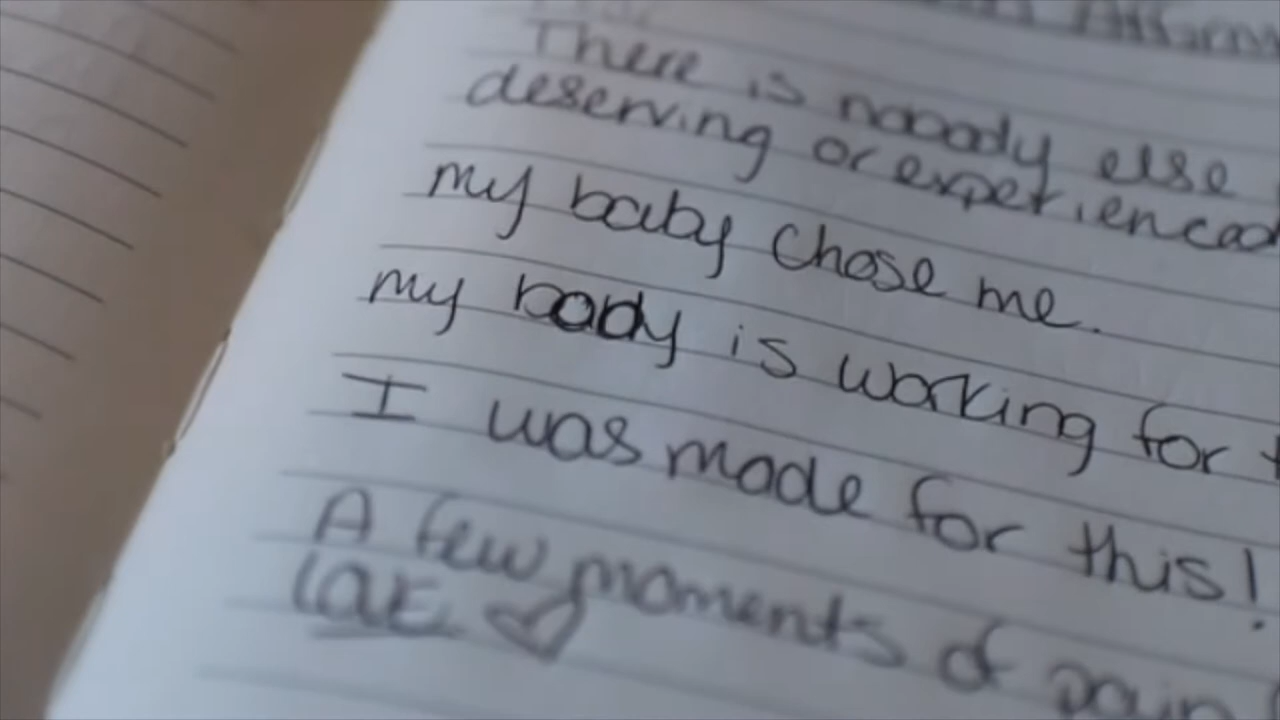 There is nobody else
deserving or experienced
my baby chose me.
my body is working for
I was made for this!
A few moments of pain